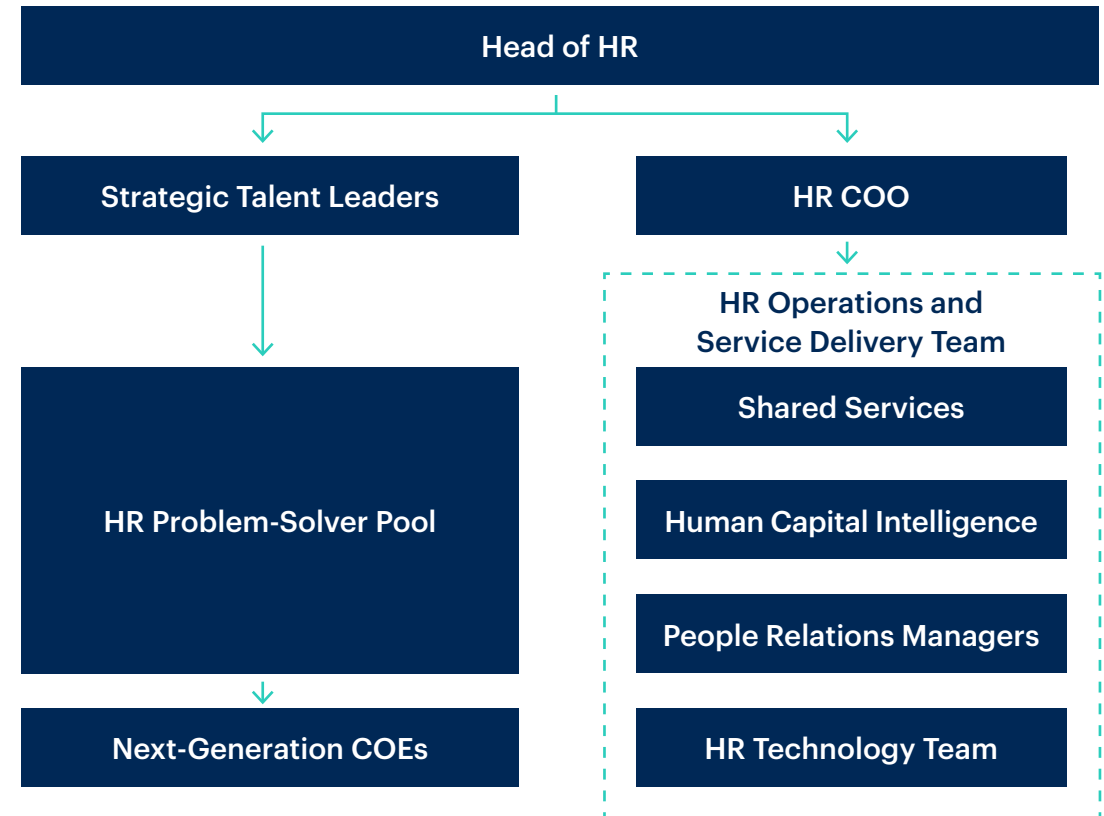 Head of HR
Strategic Talent Leaders
HR COO
HR Operations and
Service Delivery Team
Shared Services
HR Problem-Solver Pool
Human Capital Intelligence
People Relations Managers
Next-Generation COEs
HR Technology Team